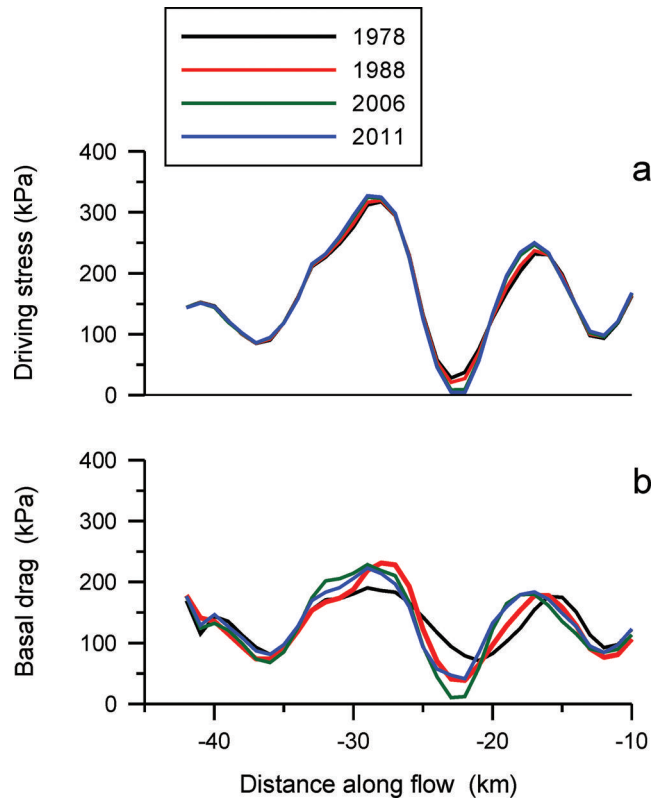 1978
1988
2006
2011
a
400
300
200
100
0
Driving stress (kPa)
b
400
300
200
100
0
Basal drag (kPa)
-40 -30 -20 -10
Distance along flow (km)